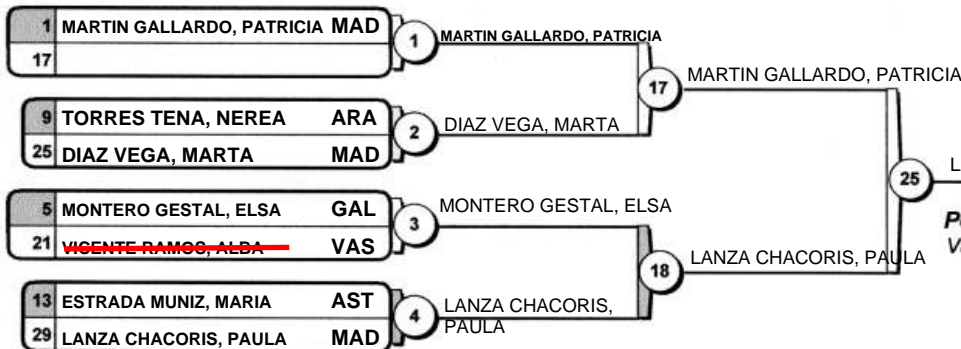 1 MARTIN GALLARDO, PATRICIA MAD
17
1 MARTIN GALLARDO, PATRICIA
9 TORRES TENA, NEREA ARA
25 DIAZ VEGA, MARTA MAD
2 DIAZ VEGA, MARTA
17 MARTIN GALLARDO, PATRICIA
5 MONTERO GESTAL, ELSA GAL
21 VICENTE RAMOS, ALBA VAS
3 MONTERO GESTAL, ELSA
13 ESTRADA MUNIZ, MARIA AST
29 LANZA CHACORIS, PAULA MAD
4 LANZA CHACORIS,
PAULA
18 LANZA CHACORIS, PAULA
25 L